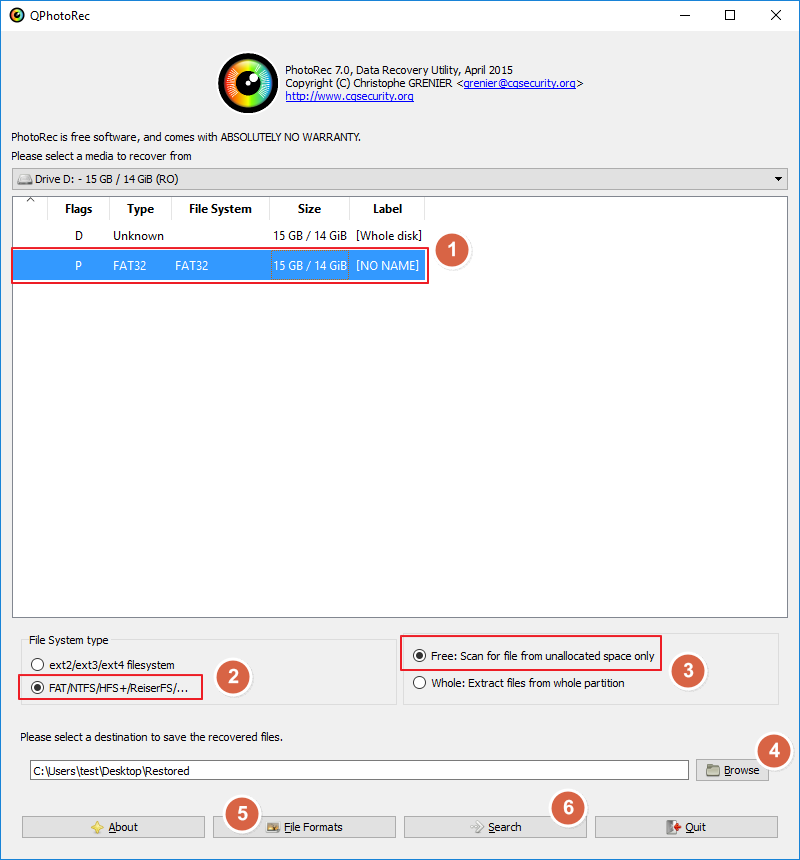 QPhotoRec
PhotoRec 7.0, Data Recovery Utility, April 2015
Copyright (C) Christophe GRENIER <grenier@cgsecurity.org>
http://www.cgsecurity.org
PhotoRec is free software, and comes with ABSOLUTELY NO WARRANTY.
Please select a media to recover from
Drive D: - 15 GB / 14 GiB (RO)
Flags Type File System Size Label
D Unknown 15 GB / 14 GiB [Whole disk]
P FAT32 FAT32 15 GB / 14 GiB [NO NAME]
1
File System type
ext2/ext3/ext4 filesystem
FAT/NTFS/HFS+/ReiserFS/...
2
Free: Scan for file from unallocated space only
Whole: Extract files from whole partition
3
Please select a destination to save the recovered files.
C:\Users\test\Desktop\Restored
Browse
4
About
5
File Formats
Search
6
Quit